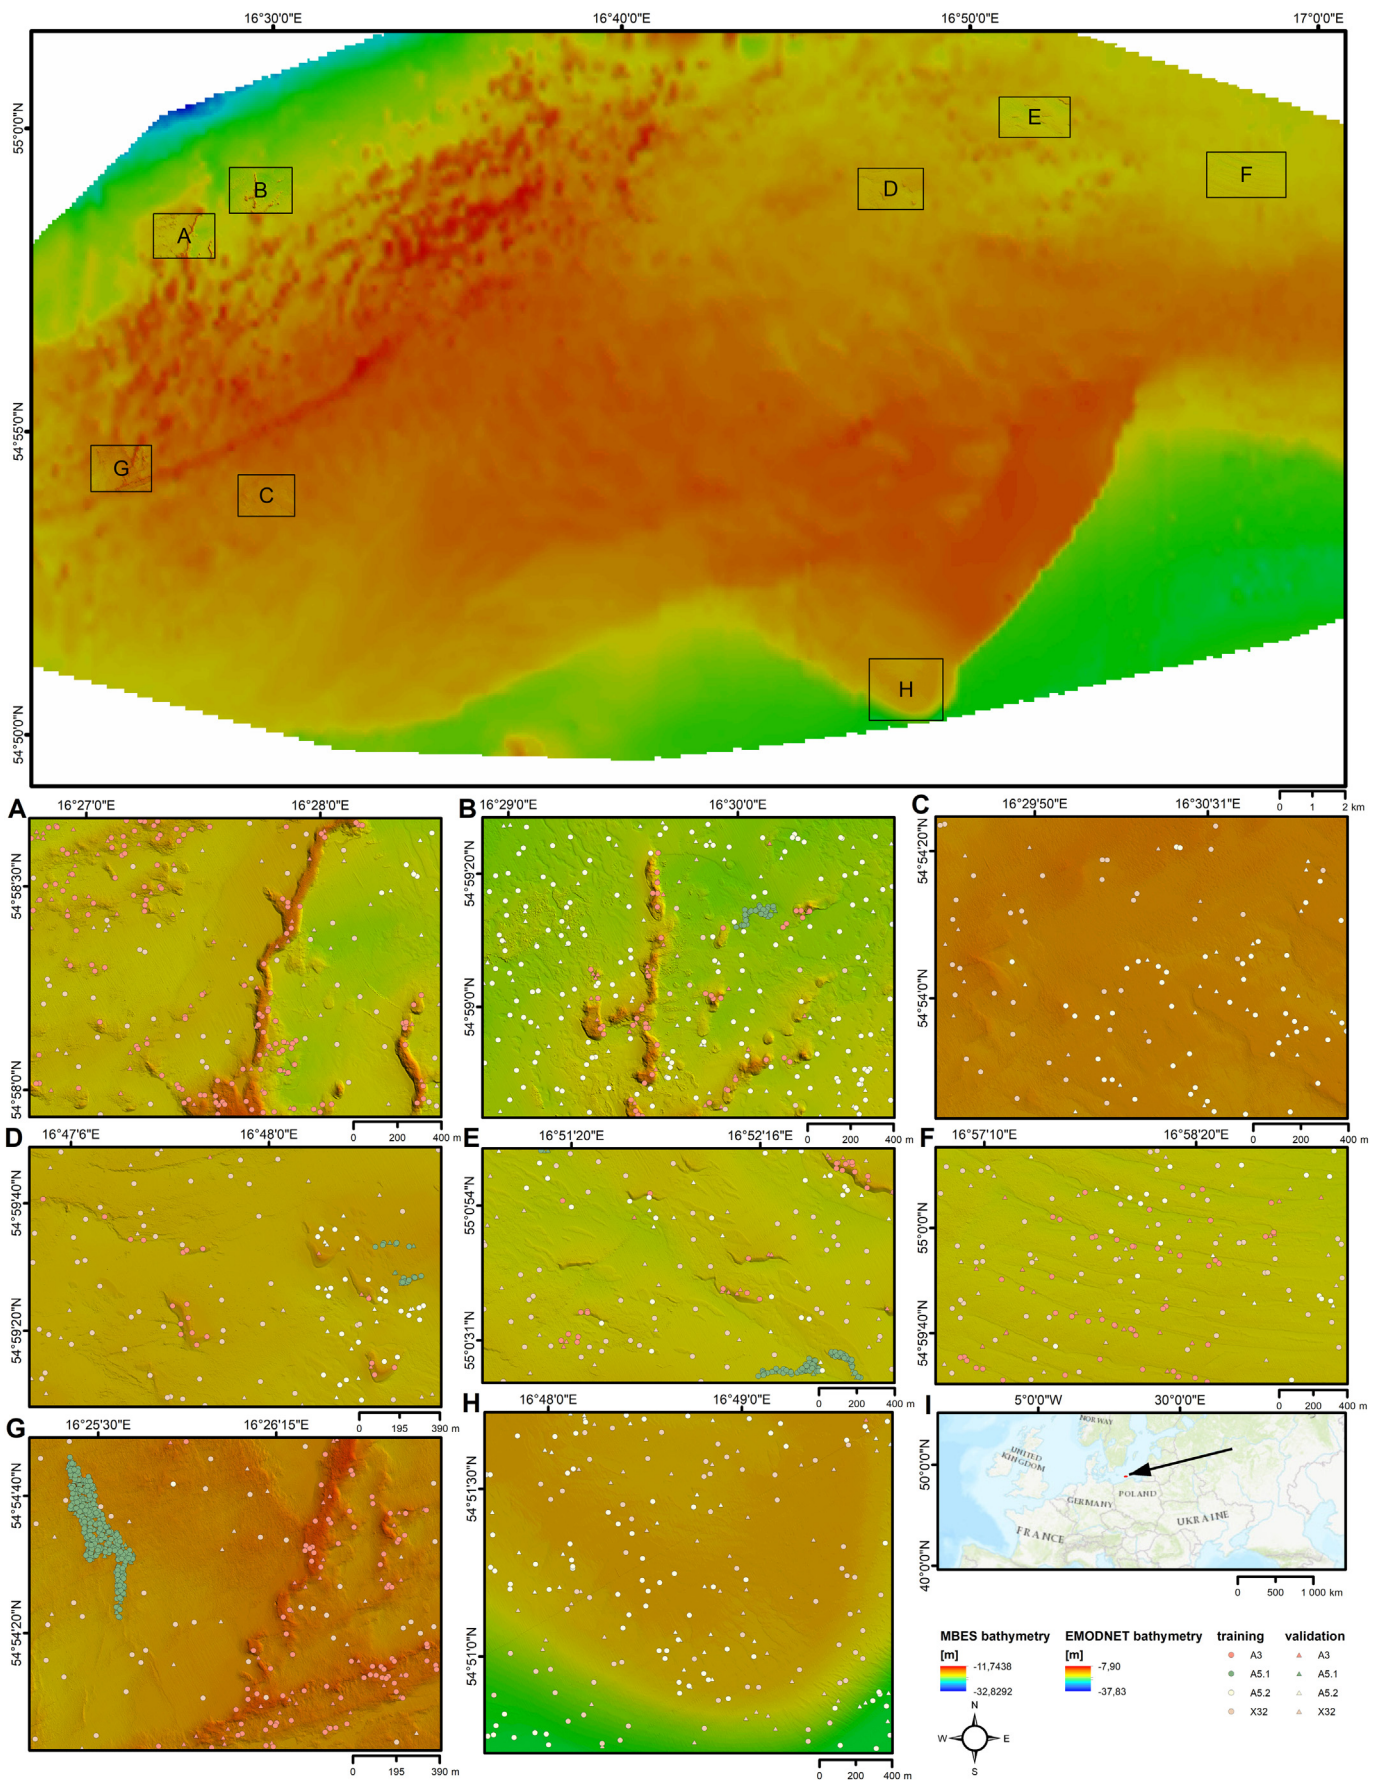 16°30'0"E 16°40'0"E 16°50'0"E 17°0'0"E
55°0'0"N
54°55'0"N
54°50'0"N
A
B
C
D
E
F
G
H
0 1 2 km
A
16°27'0"E 16°28'0"E
54°58'30"N
54°58'0"N
0 200 400 m
B
16°29'0"E 16°30'0"E
54°59'20"N
54°59'0"N
0 200 400 m
C
16°29'50"E 16°30'31"E
54°54'20"N
54°54'0"N
0 200 400 m
D
16°47'6"E 16°48'0"E
54°59'40"N
54°59'20"N
0 195 390 m
E
16°51'20"E 16°52'16"E
55°0'54"N
55°0'31"N
0 200 400 m
F
16°57'10"E 16°58'20"E
55°0'0"N
54°59'40"N
0 200 400 m
G
16°25'30"E 16°26'15"E
54°54'40"N
54°54'20"N
0 195 390 m
H
16°48'0"E 16°49'0"E
54°51'30"N
54°51'0"N
0 200 400 m
I
5°0'0"W 30°0'0"E
50°0'0"N
40°0'0"N
NORWAY
UNITED
KINGDOM
POLAND
GERMANY
UKRAINE
FRANCE
0 500 1 000 km
MBES bathymetry
[m]
-11,7438
-32,8292
EMODNET bathymetry
[m]
-7,90
-37,83
training validation
A3 A3
A5.1 A5.1
A5.2 A5.2
X32 X32
N
W E
S